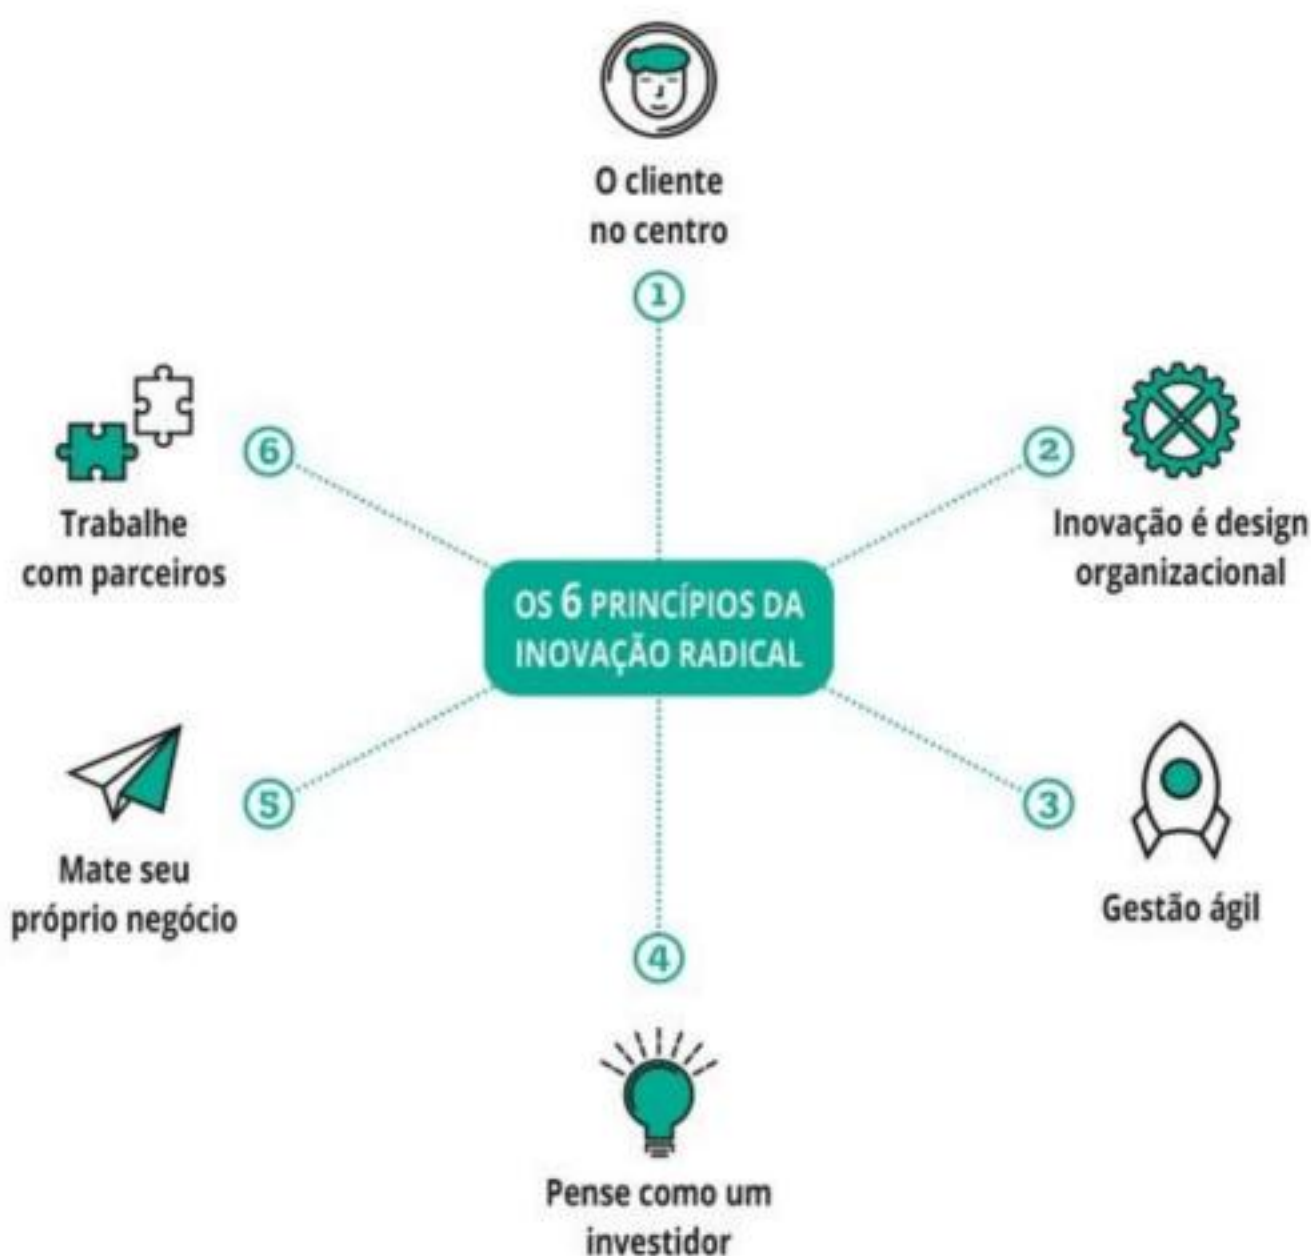 O cliente
no centro
1
2
Inovação é design
organizacional
3
Gestão ágil
4
Pense como um
investidor
5
Mate seu
próprio negócio
6
Trabalhe
com parceiros
OS 6 PRINCÍPIOS DA
INOVAÇÃO RADICAL